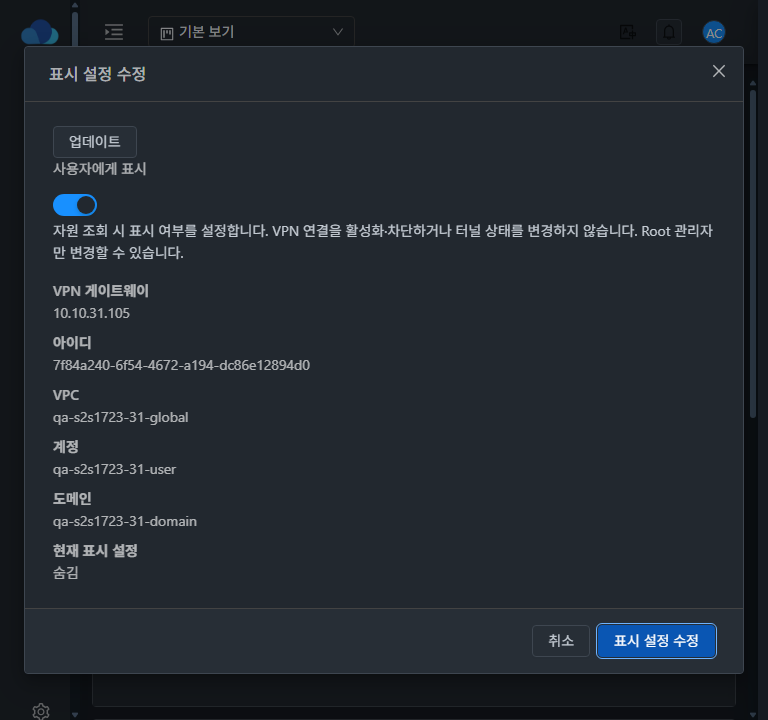 기본 보기
AC
표시 설정 수정
업데이트
사용자에게 표시
자원 조회 시 표시 여부를 설정합니다. VPN 연결을 활성화·차단하거나 터널 상태를 변경하지 않습니다. Root 관리자
만 변경할 수 있습니다.
VPN 게이트웨이
10.10.31.105
아이디
7f84a240-6f54-4672-a194-dc86e12894d0
VPC
qa-s2s1723-31-global
계정
qa-s2s1723-31-user
도메인
qa-s2s1723-31-domain
현재 표시 설정
숨김
취소
표시 설정 수정